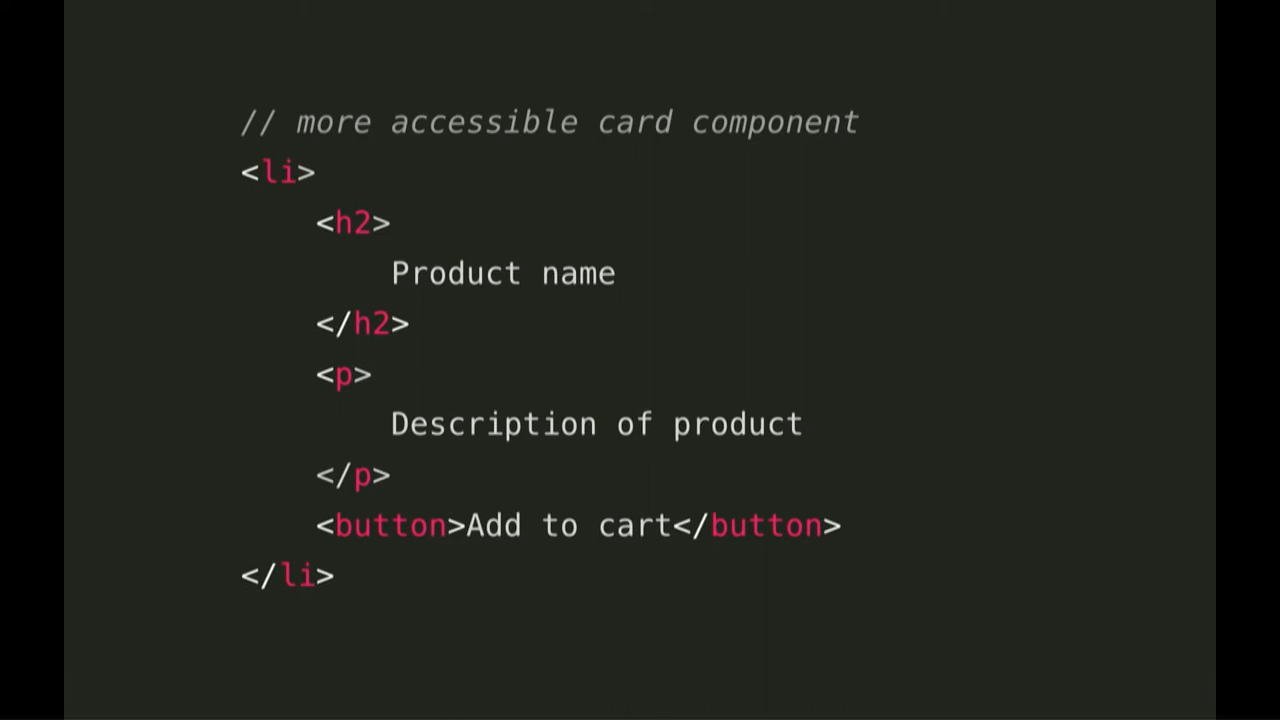 // more accessible card component
<li>
    <h2>
        Product name
    </h2>
    <p>
        Description of product
    </p>
    <button>Add to cart</button>
</li>